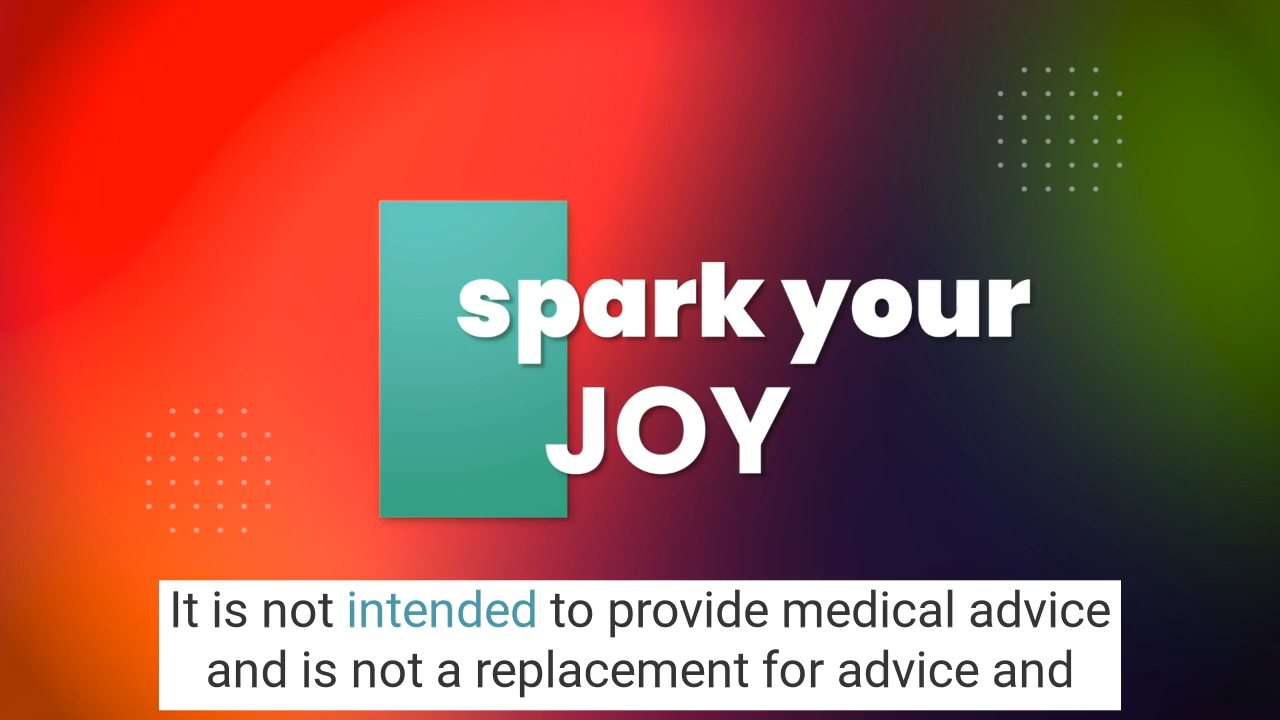 spark your
JOY
It is not intended to provide medical advice
and is not a replacement for advice and